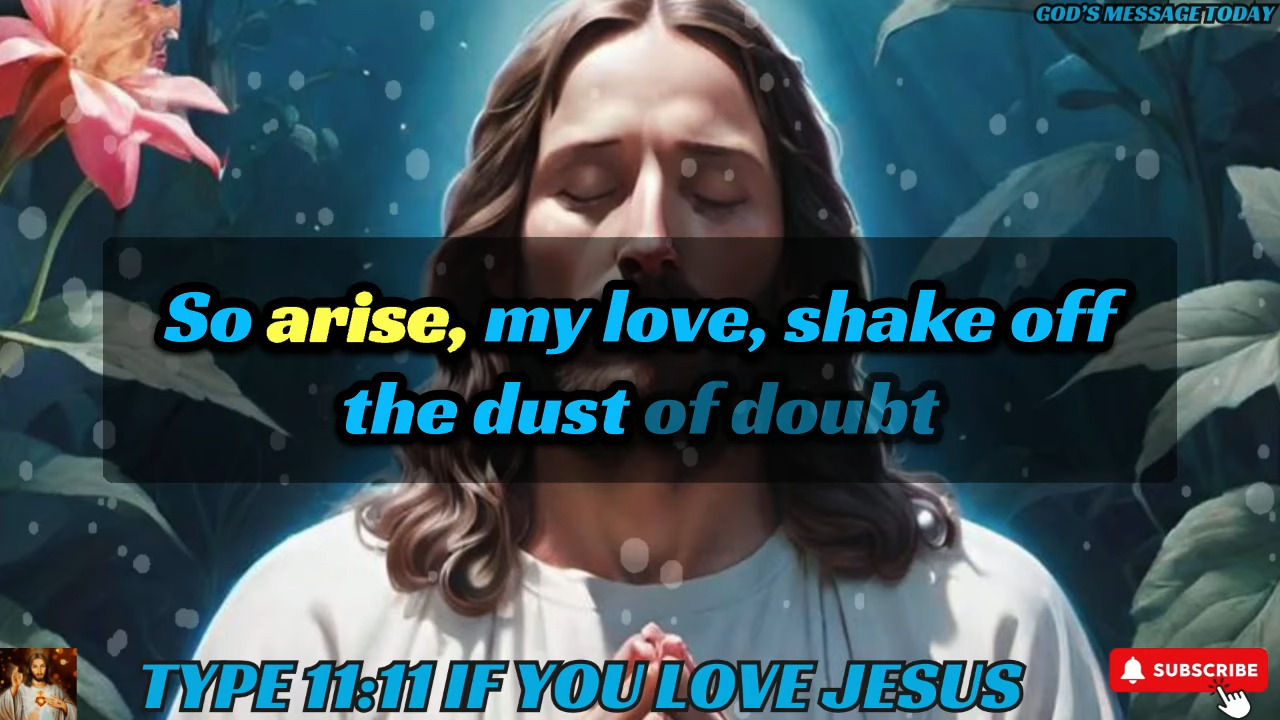 GOD'S MESSAGE TODAY
So arise, my love, shake off
the dust of doubt
TYPE 11:11 IF YOU LOVE JESUS
SUBSCRIBE